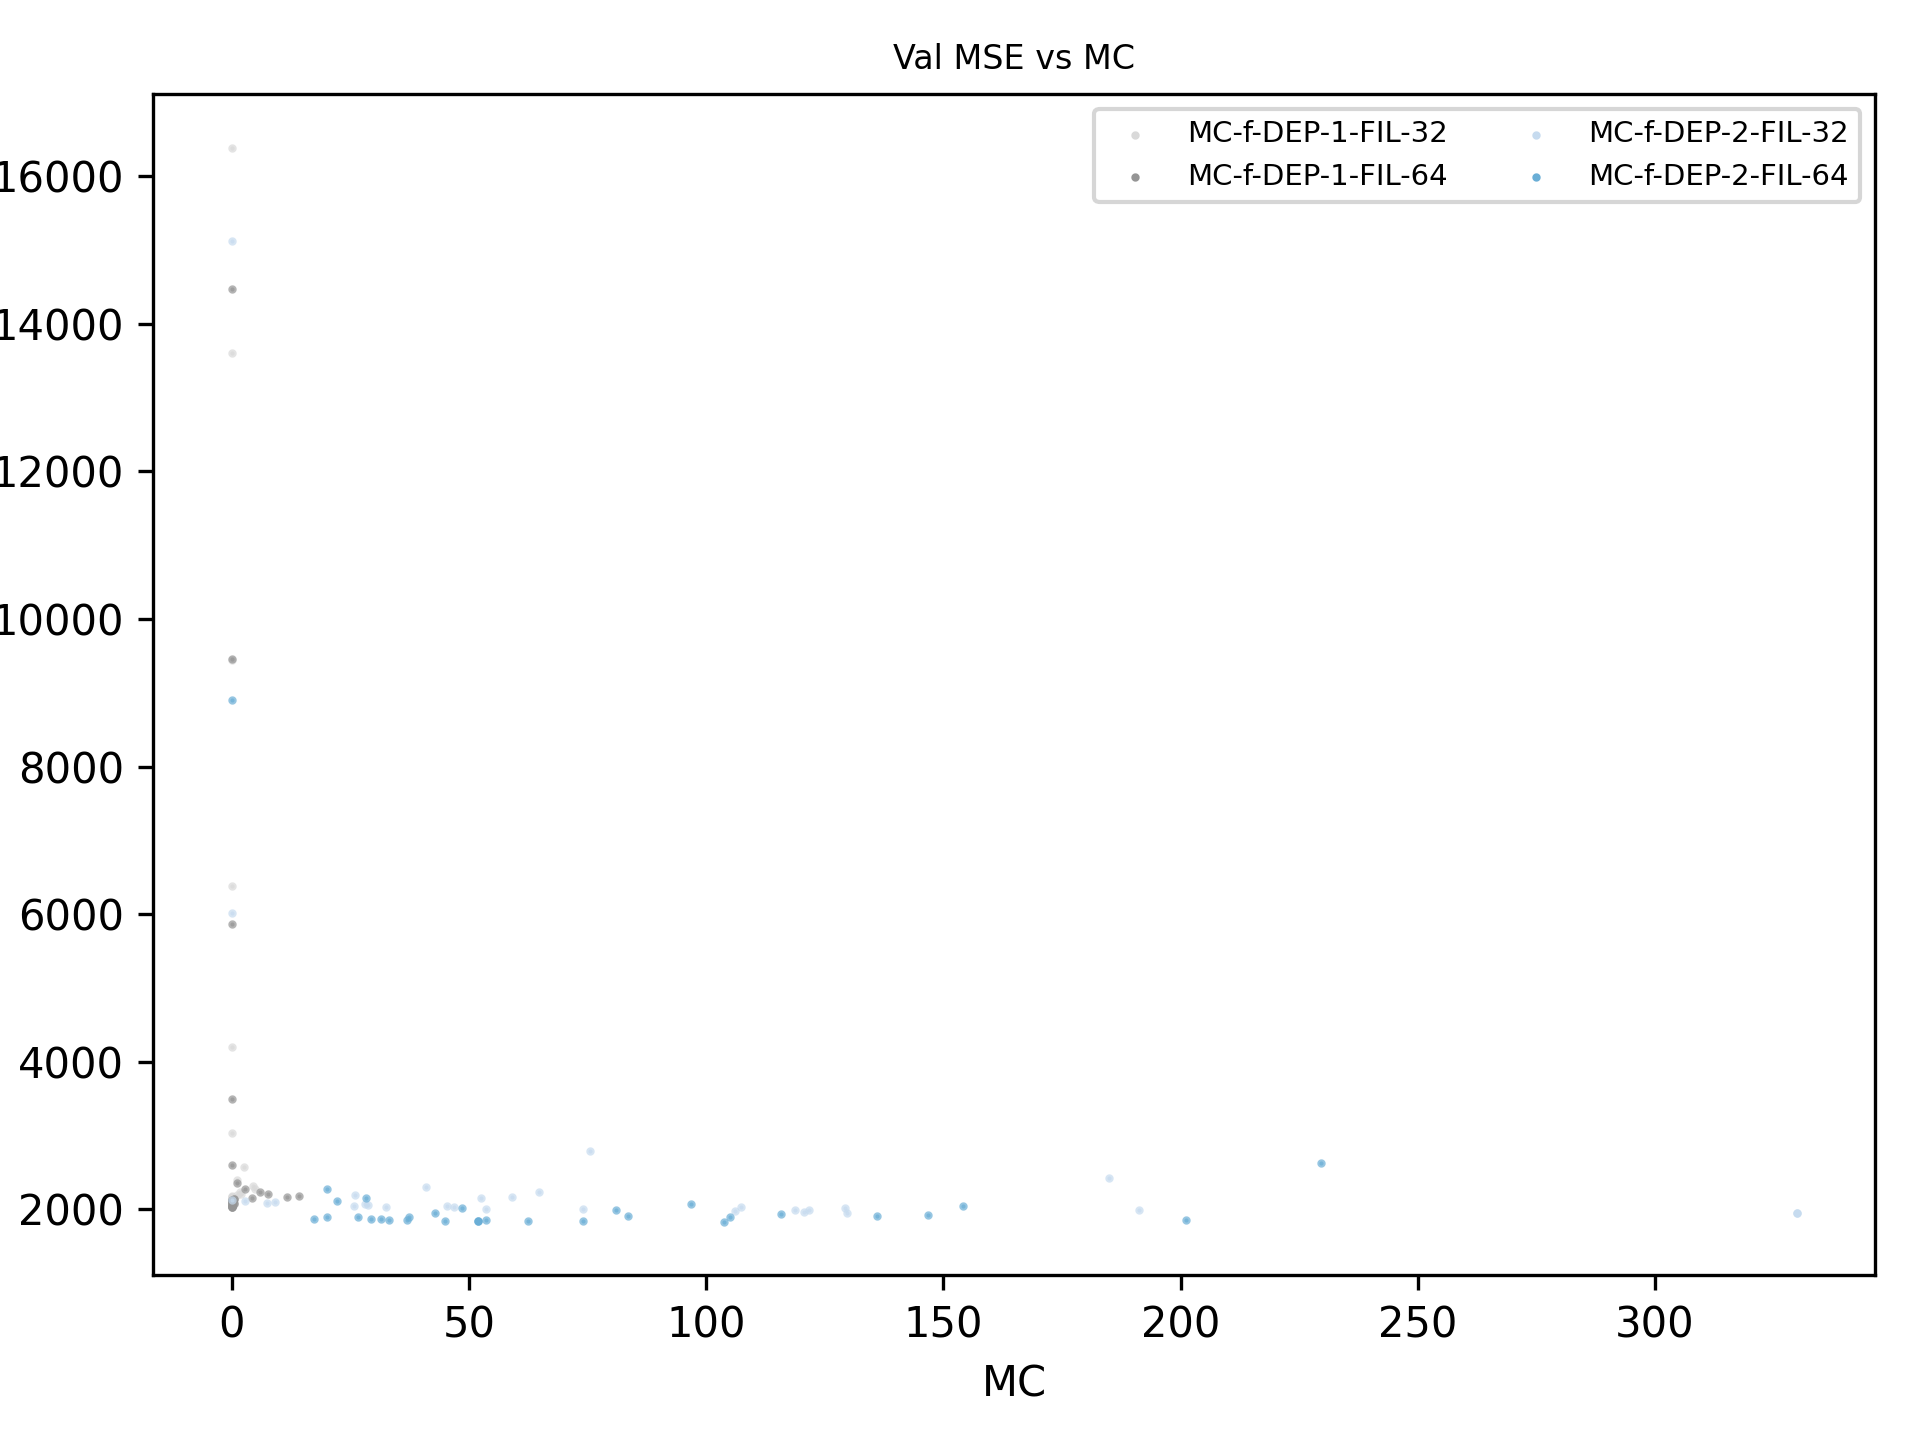 Val MSE vs MC
MC-f-DEP-1-FIL-32 MC-f-DEP-2-FIL-32
MC-f-DEP-1-FIL-64 MC-f-DEP-2-FIL-64
16000
14000
12000
10000
8000
6000
4000
2000
0 50 100 150 200 250 300
MC